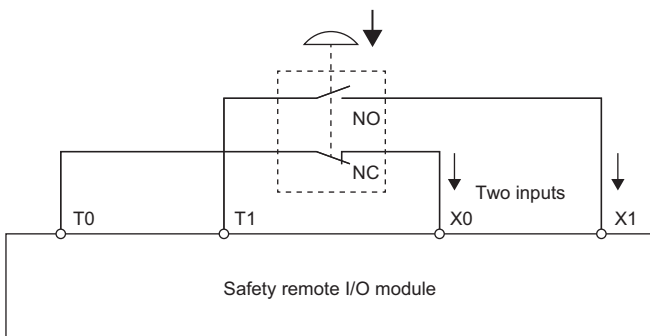 NO
NC
Two inputs
T0 T1 X0 X1
Safety remote I/O module